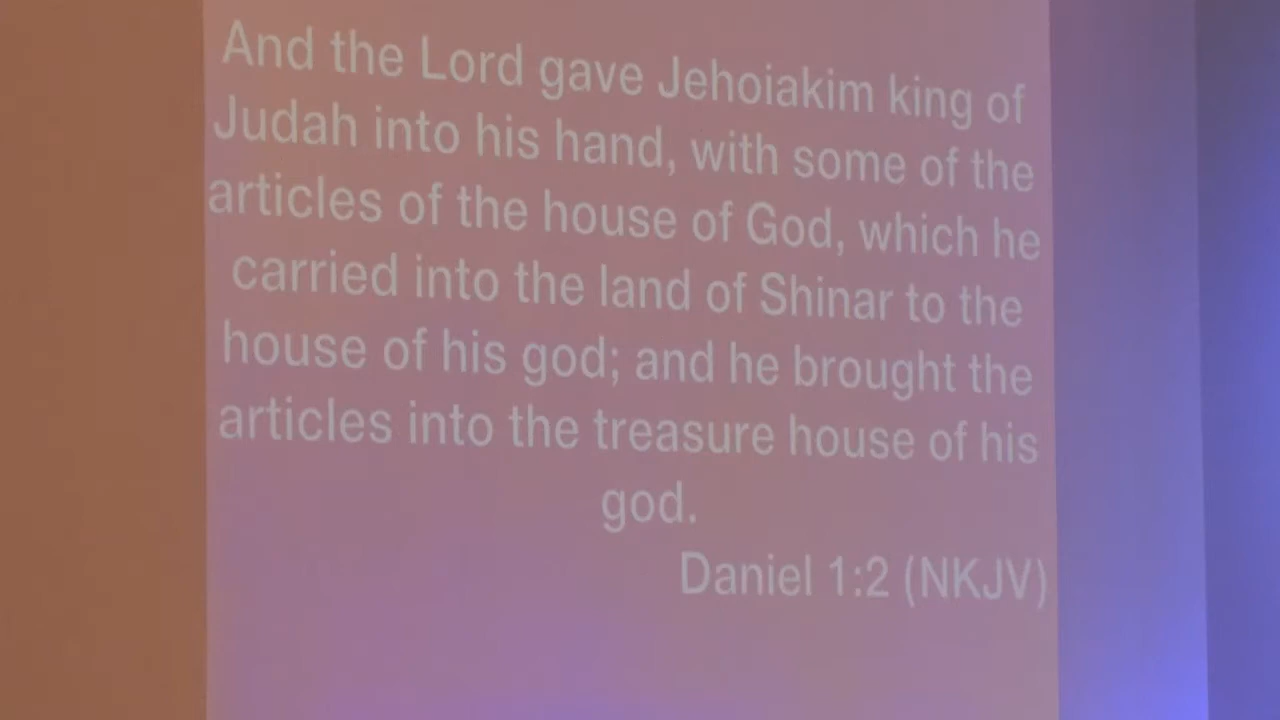 And the Lord gave Jehoiakim king of
Judah into his hand, with some of the
articles of the house of God, which he
carried into the land of Shinar to the
house of his god; and he brought the
articles into the treasure house of his
god.
Daniel 1:2 (NKJV)